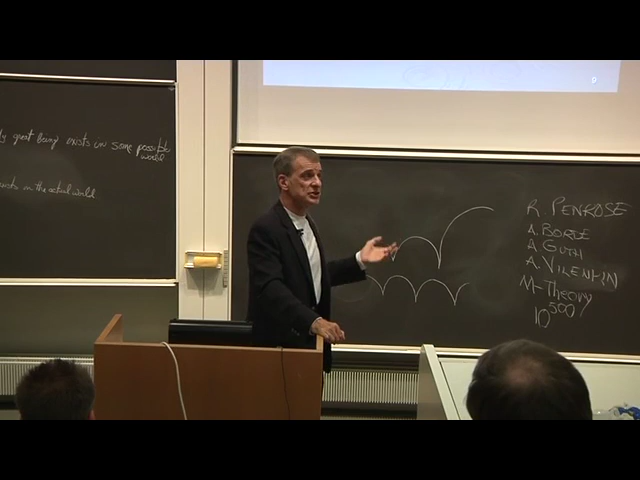 ly great being exists in some possible
world
exists in the actual world
P
R. PENROSE
A. BORDE
A GUTH
A. VILENKIN
M-THEORY
10^500